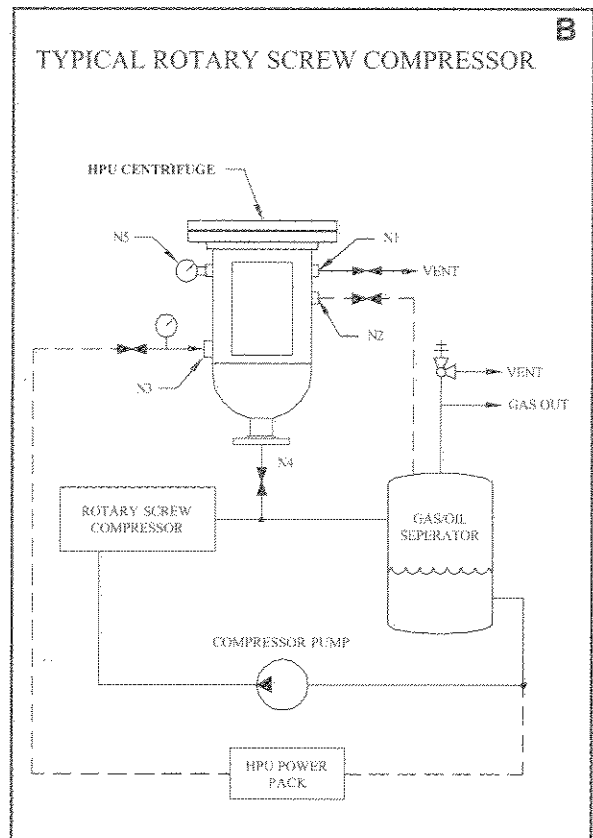 B
TYPICAL ROTARY SCREW COMPRESSOR
HPU CENTRIFUGE
N5
N1
VENT
N2
N3
VENT
GAS OUT
N4
ROTARY SCREW
COMPRESSOR
GAS/OIL
SEPERATOR
COMPRESSOR PUMP
HPU POWER
PACK